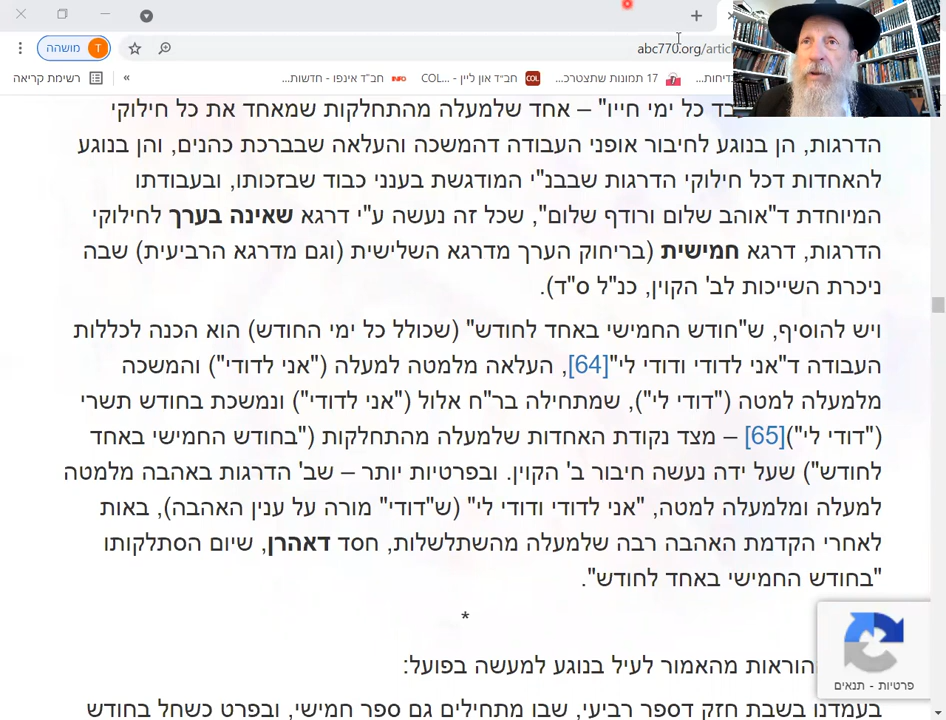 מושהה
abc770.org/artic
רשימת קריאה
»
חב"ד אינפו - חדשות...
חב"ד און ליין - ...COL
17 תמונות שתצטרכ...
בדיחות...
בד כל ימי חייו" – אחד שלמעלה מהתחלקות שמאחד את כל חילוקי
הדרגות, הן בנוגע לחיבור אופני העבודה דהמשכה והעלאה שבברכת כהנים, והן בנוגע
להאחדות דכל חילוקי הדרגות שבבנ"י המודגשת בענני כבוד שבזכותו, ובעבודתו
המיוחדת ד"אוהב שלום ורודף שלום", שכל זה נעשה ע"י דרגא שאינה בערך לחילוקי
הדרגות, דרגא חמישית (בריחוק הערך מדרגא השלישית (וגם מדרגא הרביעית) שבה
ניכרת השייכות לב' הקוין, כנ"ל ס"ד).
ויש להוסיף, ש"חודש החמישי באחד לחודש" (שכולל כל ימי החודש) הוא הכנה לכללות
העבודה ד"אני לדודי ודודי לי"[64], העלאה מלמטה למעלה ("אני לדודי") והמשכה
מלמעלה למטה ("דודי לי"), שמתחילה בר"ח אלול ("אני לדודי") ונמשכת בחודש תשרי
("דודי לי")[65] – מצד נקודת האחדות שלמעלה מהתחלקות ("בחודש החמישי באחד
לחודש") שעל ידה נעשה חיבור ב' הקוין. ובפרטיות יותר – שב' הדרגות באהבה מלמטה
למעלה ומלמעלה למטה, "אני לדודי ודודי לי" (ש"דודי" מורה על ענין האהבה), באות
לאחרי הקדמת האהבה רבה שלמעלה מהשתלשלות, חסד דאהרן, שיום הסתלקותו
"בחודש החמישי באחד לחודש".
*
הוראות מהאמור לעיל בנוגע למעשה בפועל:
פרטיות - תנאים
בעמדנו בשבת חזק דספר רביעי, שבו מתחילים גם ספר חמישי, ובפרט כשחל בחודש